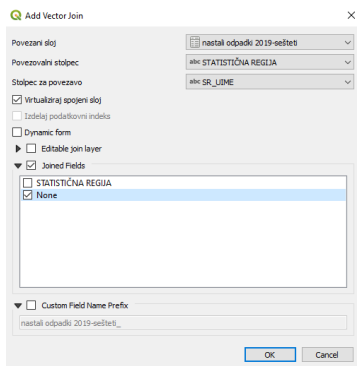 Add Vector Join
Povezani sloj nastali odpadki 2019-sešteti
Povezovalni stolpec abc STATISTIČNA REGIJA
Stolpec za povezavo abc SR_UIME
Virtualiziraj spojeni sloj
Izdelaj podatkovni indeks
Dynamic form
Editable join layer
Joined Fields
STATISTIČNA REGIJA
None
Custom Field Name Prefix
nastali odpadki 2019-sešteti_
OK Cancel